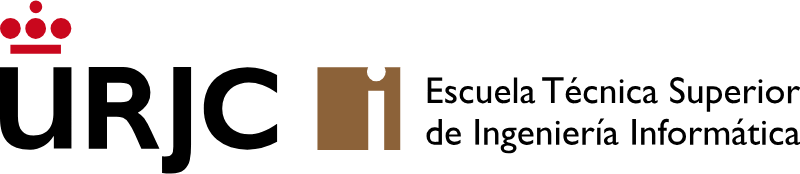 URJC
i
Escuela Técnica Superior
de Ingeniería Informática